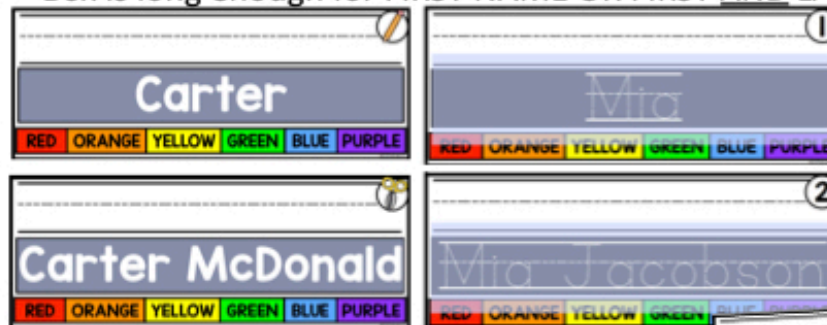 Carter
RED ORANGE YELLOW GREEN BLUE PURPLE
1
Mia
RED ORANGE YELLOW GREEN BLUE PURPLE
Carter McDonald
RED ORANGE YELLOW GREEN BLUE PURPLE
2
Mia Jacobson
RED ORANGE YELLOW GREEN BLUE PURPLE